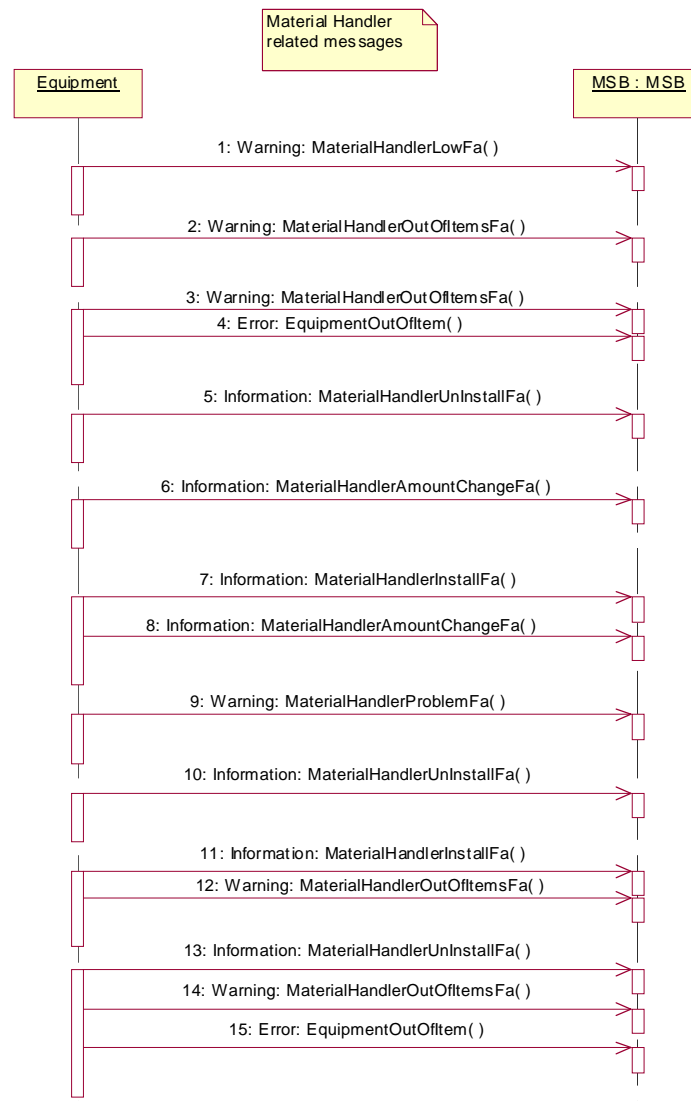 Material Handler
related messages
Equipment
MSB : MSB
1: Warning: MaterialHandlerLowFa( )
2: Warning: MaterialHandlerOutOfItemsFa( )
3: Warning: MaterialHandlerOutOfItemsFa( )
4: Error: EquipmentOutOfItem( )
5: Information: MaterialHandlerUnInstallFa( )
6: Information: MaterialHandlerAmountChangeFa( )
7: Information: MaterialHandlerInstallFa( )
8: Information: MaterialHandlerAmountChangeFa( )
9: Warning: MaterialHandlerProblemFa( )
10: Information: MaterialHandlerUnInstallFa( )
11: Information: MaterialHandlerInstallFa( )
12: Warning: MaterialHandlerOutOfItemsFa( )
13: Information: MaterialHandlerUnInstallFa( )
14: Warning: MaterialHandlerOutOfItemsFa( )
15: Error: EquipmentOutOfItem( )